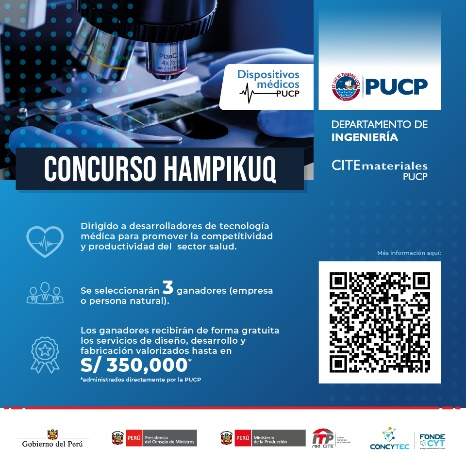 Dispositivos
médicos
PUCP
PUCP
DEPARTAMENTO DE
INGENIERÍA
CITEmateriales
PUCP
CONCURSO HAMPIKUQ
Dirigido a desarrolladores de tecnología
médica para promover la competitividad
y productividad del sector salud.
Se seleccionarán 3 ganadores (empresa
o persona natural).
Los ganadores recibirán de forma gratuita
los servicios de diseño, desarrollo y
fabricación valorizados hasta en
S/ 350,000*
*administrados directamente por la PUCP
Más información aquí:
Gobierno del Perú
PERÚ
Presidencia
del Consejo de Ministros
PERÚ
Ministerio
de la Producción
itp
red CITE
CONCYTEC
FONDE
CYT